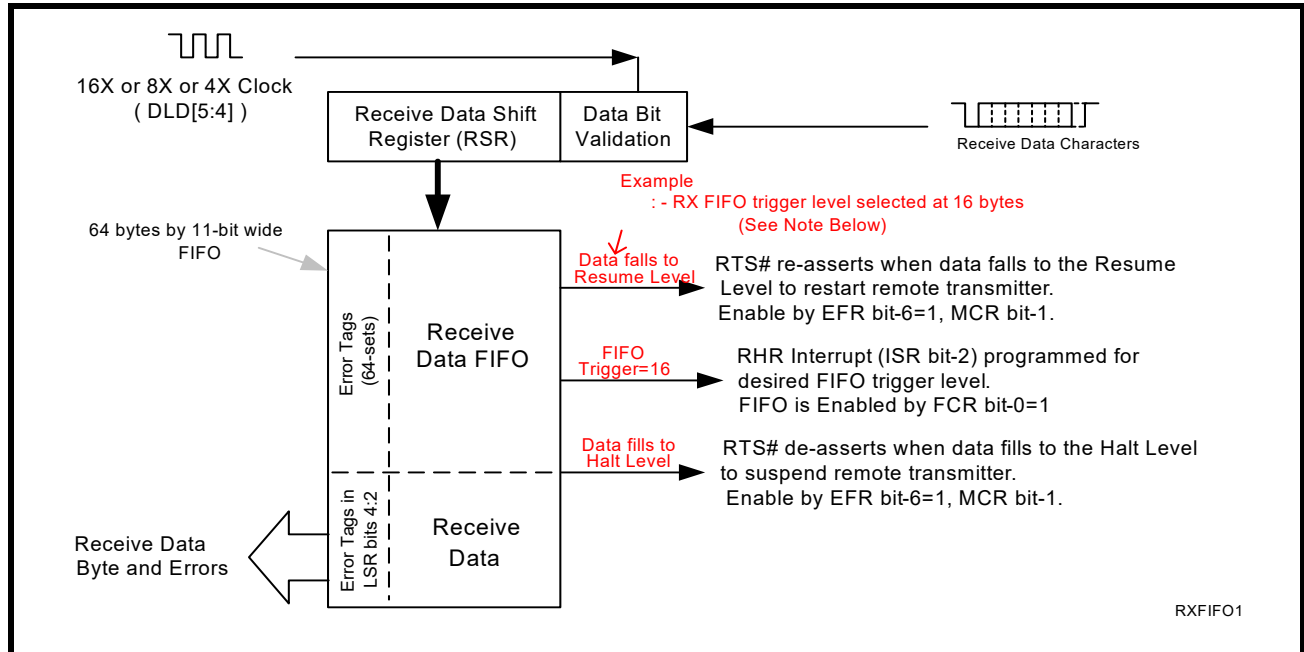 16X or 8X or 4X Clock
( DLD[5:4] )
Receive Data Shift
Register (RSR)
Data Bit
Validation
Receive Data Characters
Example
: - RX FIFO trigger level selected at 16 bytes
(See Note Below)
64 bytes by 11-bit wide
FIFO
Data falls to
Resume Level
RTS# re-asserts when data falls to the Resume
Level to restart remote transmitter.
Enable by EFR bit-6=1, MCR bit-1.
Error Tags
(64-sets)
Receive
Data FIFO
FIFO
Trigger=16
RHR Interrupt (ISR bit-2) programmed for
desired FIFO trigger level.
FIFO is Enabled by FCR bit-0=1
Data fills to
Halt Level
RTS# de-asserts when data fills to the Halt Level
to suspend remote transmitter.
Enable by EFR bit-6=1, MCR bit-1.
Error Tags in
LSR bits 4:2
Receive
Data
Receive Data
Byte and Errors
RXFIFO1